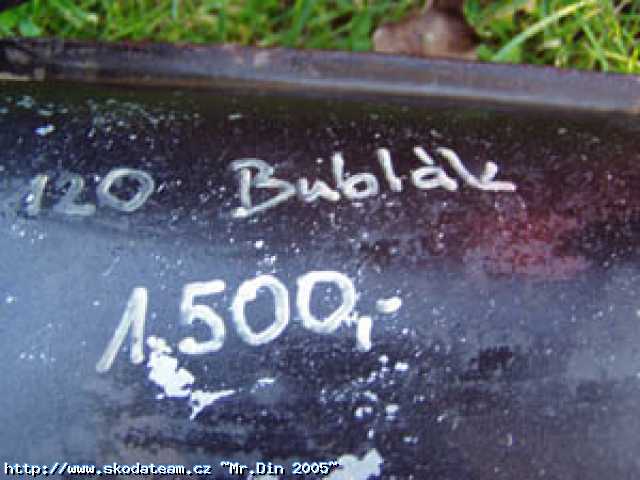 120 Bublák
1.500,-
http://www.skodateam.cz ~Mr.Din 2005~